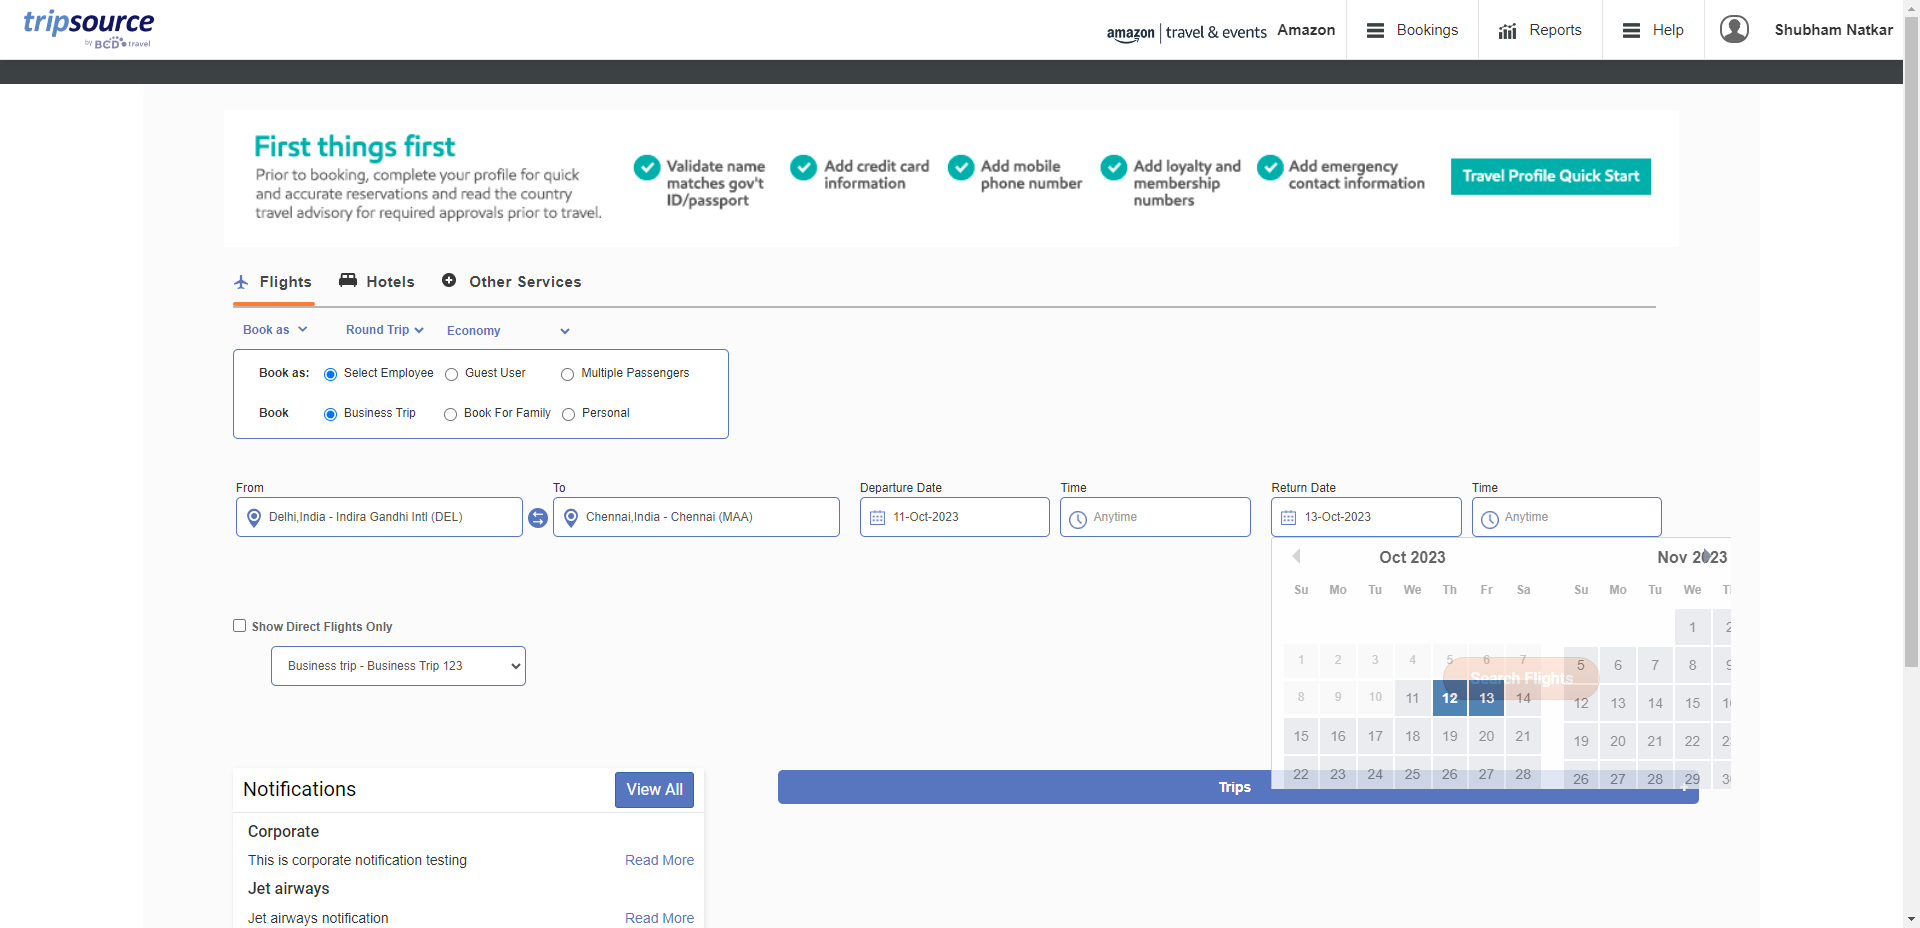 tripsource
by BCD travel
amazon | travel & events Amazon
Bookings
Reports
Help
Shubham Natkar
First things first
Prior to booking, complete your profile for quick
and accurate reservations and read the country
travel advisory for required approvals prior to travel.
Validate name
matches gov't
ID/passport
Add credit card
information
Add mobile
phone number
Add loyalty and
membership
numbers
Add emergency
contact information
Travel Profile Quick Start
Flights
Hotels
Other Services
Book as
Round Trip
Economy
Book as: Select Employee Guest User Multiple Passengers
Book Business Trip Book For Family Personal
From
To
Departure Date
Time
Return Date
Time
Delhi,India - Indira Gandhi Intl (DEL)
Chennai,India - Chennai (MAA)
11-Oct-2023
Anytime
13-Oct-2023
Anytime
Oct 2023
Su Mo Tu We Th Fr Sa
1 2 3 4 5 6 7
8 9 10 11 12 13 14
15 16 17 18 19 20 21
22 23 24 25 26 27 28
Nov 2023
Su Mo Tu We
1 2
5 6 7 8 9
12 13 14 15
19 20 21 22
26 27 28 29
Search Flights
Show Direct Flights Only
Business trip - Business Trip 123
Notifications
View All
Corporate
This is corporate notification testing
Read More
Jet airways
Jet airways notification
Read More
Trips